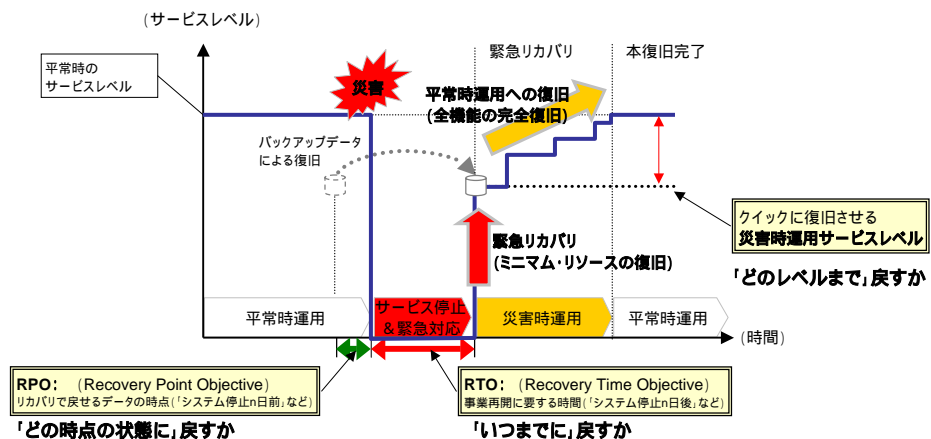 (サービスレベル)
緊急リカバリ
本復旧完了
平常時の
サービスレベル
災害
平常時運用への復旧
(全機能の完全復旧)
バックアップデータ
による復旧
クイックに復旧させる
災害時運用サービスレベル
緊急リカバリ
(ミニマム・リソースの復旧)
「どのレベルまで」戻すか
平常時運用
サービス停止
&緊急対応
災害時運用
平常時運用
(時間)
RPO: (Recovery Point Objective)
リカバリで戻せるデータの時点(「システム停止n日前」など)
「どの時点の状態に」戻すか
RTO: (Recovery Time Objective)
事業再開に要する時間(「システム停止n日後」など)
「いつまでに」戻すか